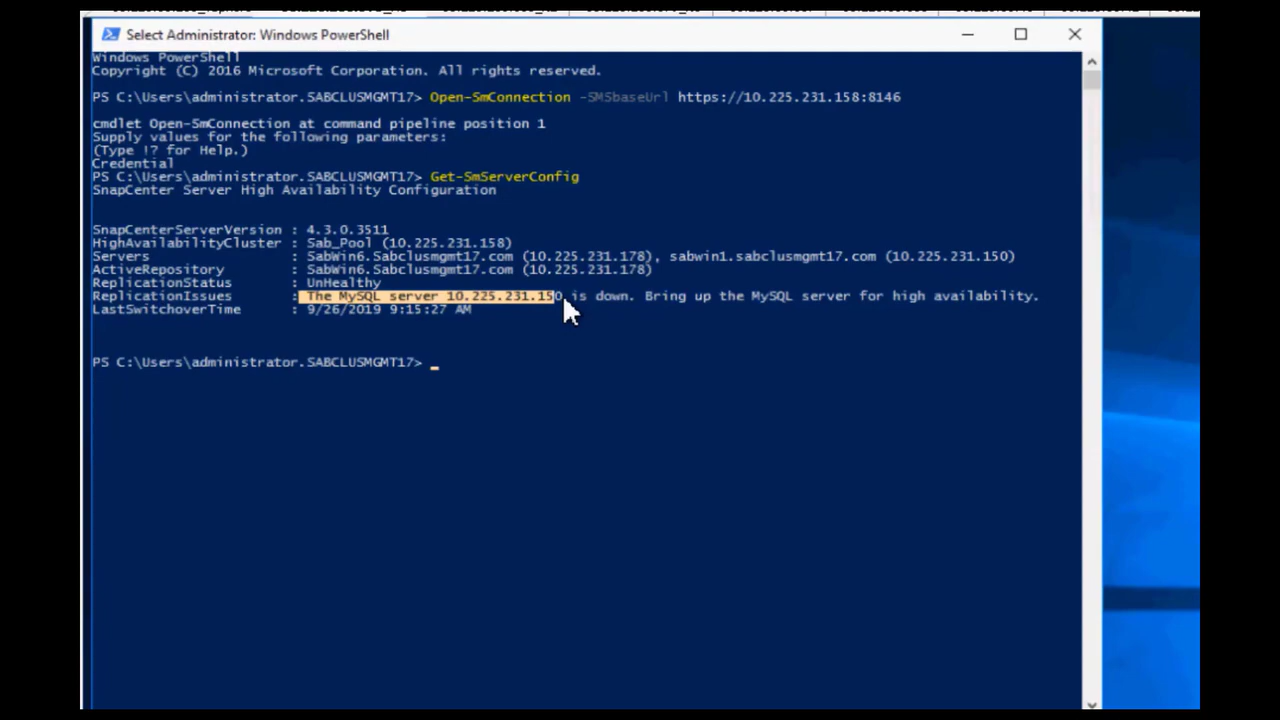 Select Administrator: Windows PowerShell
Windows PowerShell
Copyright (C) 2016 Microsoft Corporation. All rights reserved.
PS C:\Users\administrator.SABCLUSMGMT17> Open-SmConnection -SMSbaseUrl https://10.225.231.158:8146
cmdlet Open-SmConnection at command pipeline position 1
Supply values for the following parameters:
(Type !? for Help.)
Credential
PS C:\Users\administrator.SABCLUSMGMT17> Get-SmServerConfig
SnapCenter Server High Availability Configuration
SnapCenterServerVersion : 4.3.0.3511
HighAvailabilityCluster : Sab_Pool (10.225.231.158)
Servers : SabWin6.Sabclusmgmt17.com (10.225.231.178), sabwin1.sabclusmgmt17.com (10.225.231.150)
ActiveRepository : SabWin6.Sabclusmgmt17.com (10.225.231.178)
ReplicationStatus : UnHealthy
ReplicationIssues : The MySQL server 10.225.231.150 is down. Bring up the MySQL server for high availability.
LastSwitchoverTime : 9/26/2019 9:15:27 AM
PS C:\Users\administrator.SABCLUSMGMT17> _